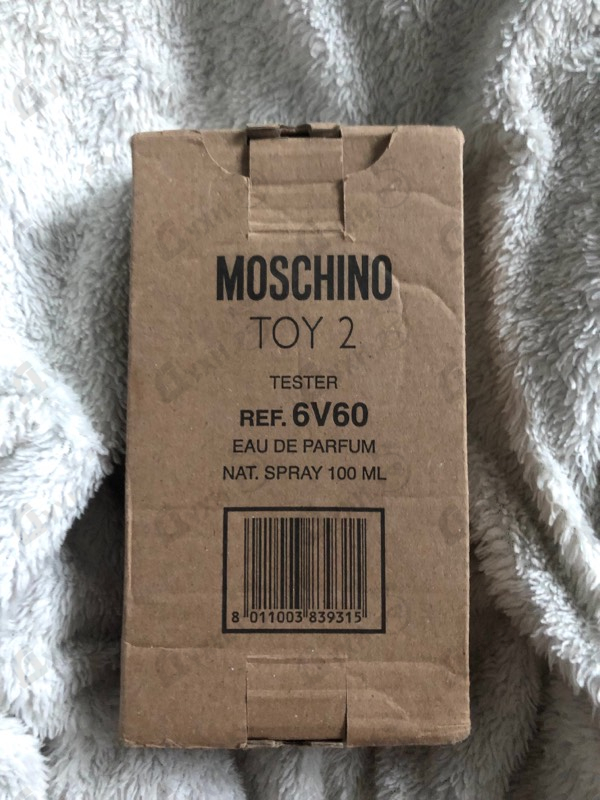 MOSCHINO
TOY 2
TESTER
REF. 6V60
EAU DE PARFUM
NAT. SPRAY 100 ML
8 011003 839315